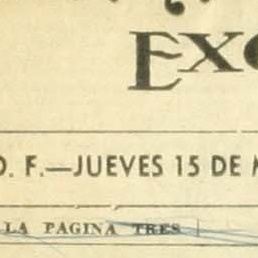 EXC
D. F.—JUEVES 15 DE M
LA PAGINA TRES